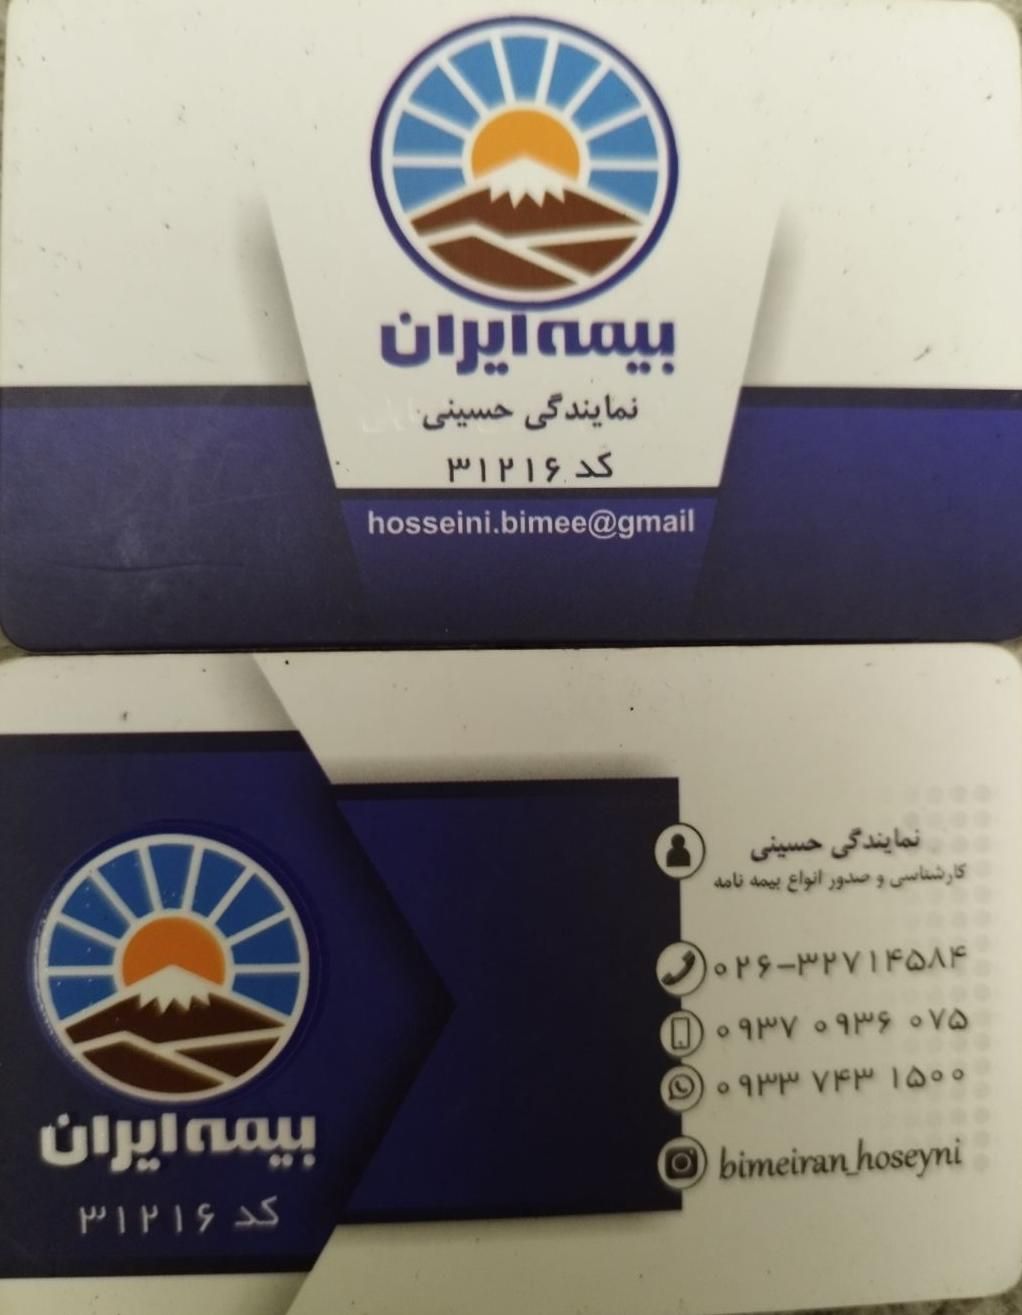 بیمه ایران
نمایندگی حسینی
کد ۳۱۲۱۶
hosseini.bimee@gmail
نمایندگی حسینی
کارشناسی و صدور انواع بیمه نامه
۰۲۶-۳۲۷۱۴۵۸۴
۰۹۳۷ ۰۹۳۶ ۰۷۵
۰۹۳۳ ۷۴۳ ۱۵۰۰
bimeiran_hoseyni
بیمه ایران
کد ۳۱۲۱۶